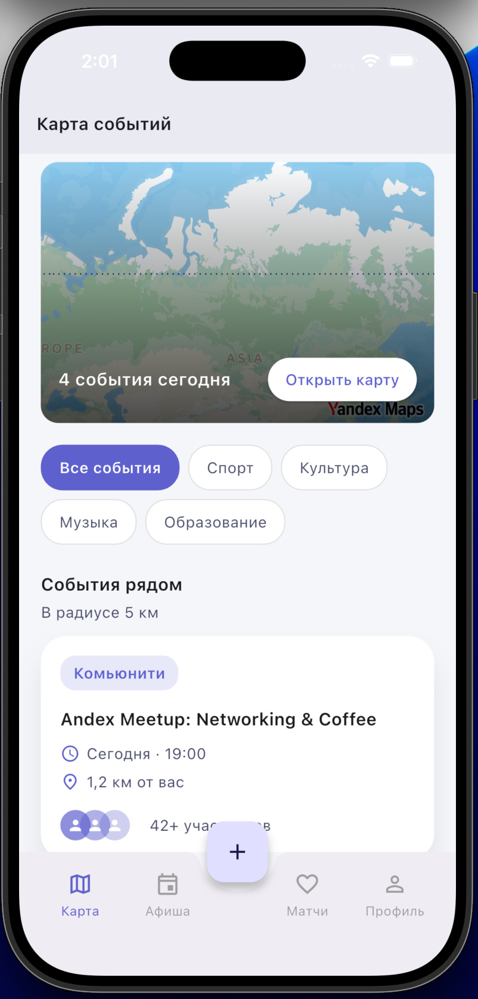 2:01
Карта событий
ROPE
ASIA
4 события сегодня
Открыть карту
Yandex Maps
Все события
Спорт
Культура
Музыка
Образование
События рядом
В радиусе 5 км
Комьюнити
Andex Meetup: Networking & Coffee
Сегодня · 19:00
1,2 км от вас
42+
Карта
Афиша
Матчи
Профиль